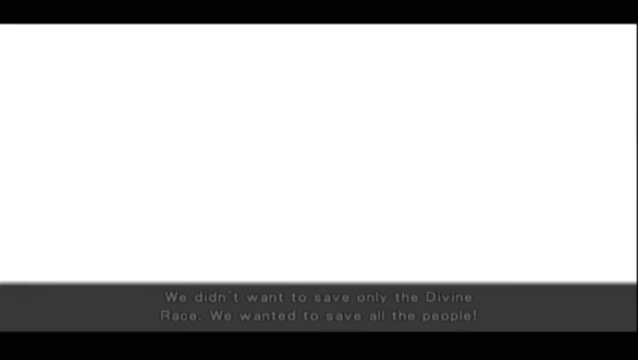 We didn't want to save only the Divine
Race. We wanted to save all the people!